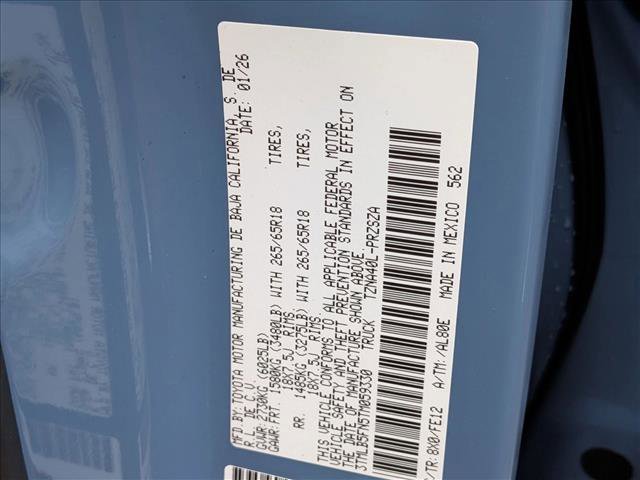 MFD.BY:TOYOTA MOTOR MANUFACTURING DE BAJA CALIFORNIA, S. DE
R.L. DE C.V. DATE: 01/26
GVWR: 2730KG (6025LB)
GAWR: FRT. 1580KG (3480LB) WITH 265/65R18 TIRES,
18X7.5J RIMS,
RR. 1485KG (3275LB) WITH 265/65R18 TIRES,
18X7.5J RIMS.
THIS VEHICLE CONFORMS TO ALL APPLICABLE FEDERAL MOTOR
VEHICLE SAFETY AND THEFT PREVENTION STANDARDS IN EFFECT ON
THE DATE OF MANUFACTURE SHOWN ABOVE.
3TMLB5FN5TM059330 TRUCK TZNA40L-PRZSZA
/TR:8X0/FE12 A/TM: /AL80E MADE IN MEXICO 562